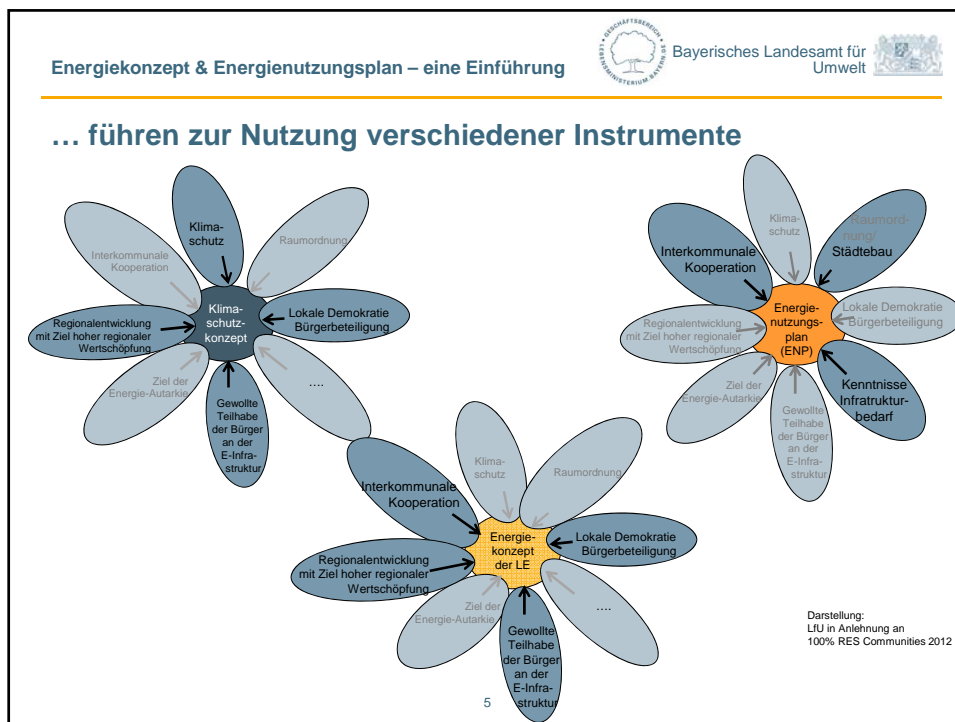 Energiekonzept & Energienutzungsplan – eine Einführung
GESCHÄFTSBEREICH
LEBENSMINISTERIUM BAYERNS
Bayerisches Landesamt für
Umwelt
… führen zur Nutzung verschiedener Instrumente
Klima-
schutz
Raumordnung
Interkommunale
Kooperation
Klima-
schutz-
konzept
Lokale Demokratie
Bürgerbeteiligung
Regionalentwicklung
mit Ziel hoher regionaler
Wertschöpfung
Ziel der
Energie-Autarkie
....
Gewollte
Teilhabe
der Bürger
an der
E-Infra-
struktur
Klima-
schutz
Raumord-
nung/
Städtebau
Interkommunale
Kooperation
Energie-
nutzungs-
plan
(ENP)
Lokale Demokratie
Bürgerbeteiligung
Regionalentwicklung
mit Ziel hoher regionaler
Wertschöpfung
Ziel der
Energie-Autarkie
Kenntnisse
Infratruktur-
bedarf
Gewollte
Teilhabe
der Bürger
an der
E-Infra-
struktur
Klima-
schutz
Raumordnung
Interkommunale
Kooperation
Energie-
konzept
der LE
Lokale Demokratie
Bürgerbeteiligung
Regionalentwicklung
mit Ziel hoher regionaler
Wertschöpfung
Ziel der
Energie-Autarkie
....
Gewollte
Teilhabe
der Bürger
an der
E-Infra-
struktur
Darstellung:
LfU in Anlehnung an
100% RES Communities 2012
5